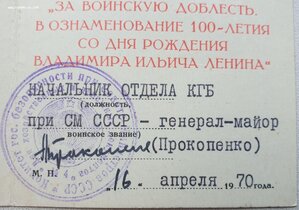 „ЗА ВОИНСКУЮ ДОБЛЕСТЬ.
В ОЗНАМЕНОВАНИЕ 100-ЛЕТИЯ
СО ДНЯ РОЖДЕНИЯ
ВЛАДИМИРА ИЛЬИЧА ЛЕНИНА“
НАЧАЛЬНИК ОТДЕЛА КГБ
(должность,
при СМ СССР – генерал-майор
воинское звание)
(Прокопенко)
М. П. „16“ апреля 1970года.